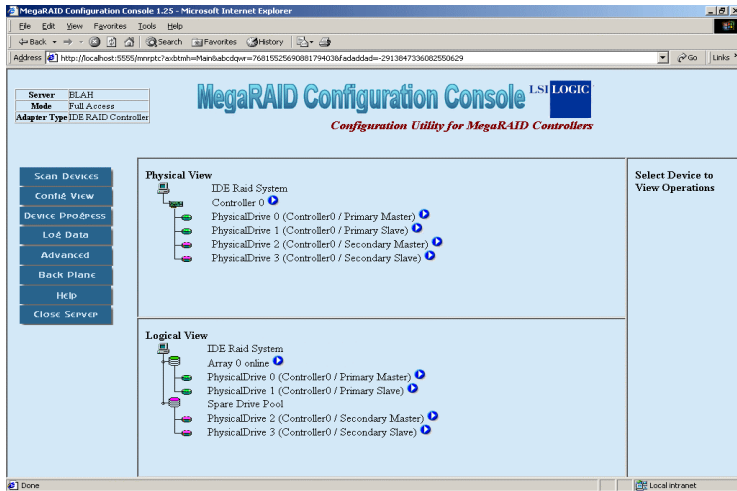 MegaRAID Configuration Console 1.25 - Microsoft Internet Explorer
File Edit View Favorites Tools Help
Back Search Favorites History
Address http://localhost:5555/mnrptc?axbtmh=Main&abcdqwr=7681552569088179403&fadaddad=-2913847336082550629 Go Links
Server BLAH
Mode Full Access
Adapter Type IDE RAID Controller
MegaRAID Configuration Console
LSI LOGIC
Configuration Utility for MegaRAID Controllers
Scan Devices
Config View
Device Progress
Log Data
Advanced
Back Plane
Help
Close Server
Physical View
IDE Raid System
Controller 0
PhysicalDrive 0 (Controller0 / Primary Master)
PhysicalDrive 1 (Controller0 / Primary Slave)
PhysicalDrive 2 (Controller0 / Secondary Master)
PhysicalDrive 3 (Controller0 / Secondary Slave)
Select Device to
View Operations
Logical View
IDE Raid System
Array 0 online
PhysicalDrive 0 (Controller0 / Primary Master)
PhysicalDrive 1 (Controller0 / Primary Slave)
Spare Drive Pool
PhysicalDrive 2 (Controller0 / Secondary Master)
PhysicalDrive 3 (Controller0 / Secondary Slave)
Done
Local intranet